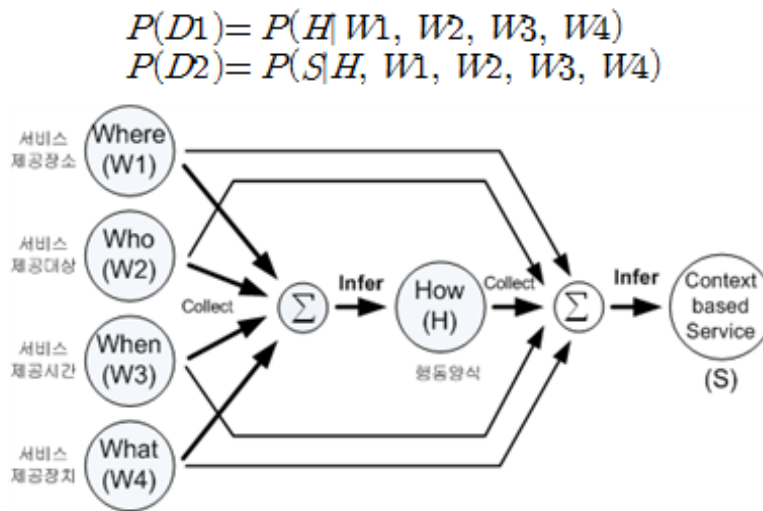 P(D1)= P(H| W1, W2, W3, W4)
P(D2)= P(S|H, W1, W2, W3, W4)
서비스
제공장소
Where
(W1)
서비스
제공대상
Who
(W2)
Collect
서비스
제공시간
When
(W3)
서비스
제공장치
What
(W4)
Σ
Infer
How
(H)
행동양식
Collect
Σ
Infer
Context
based
Service
(S)